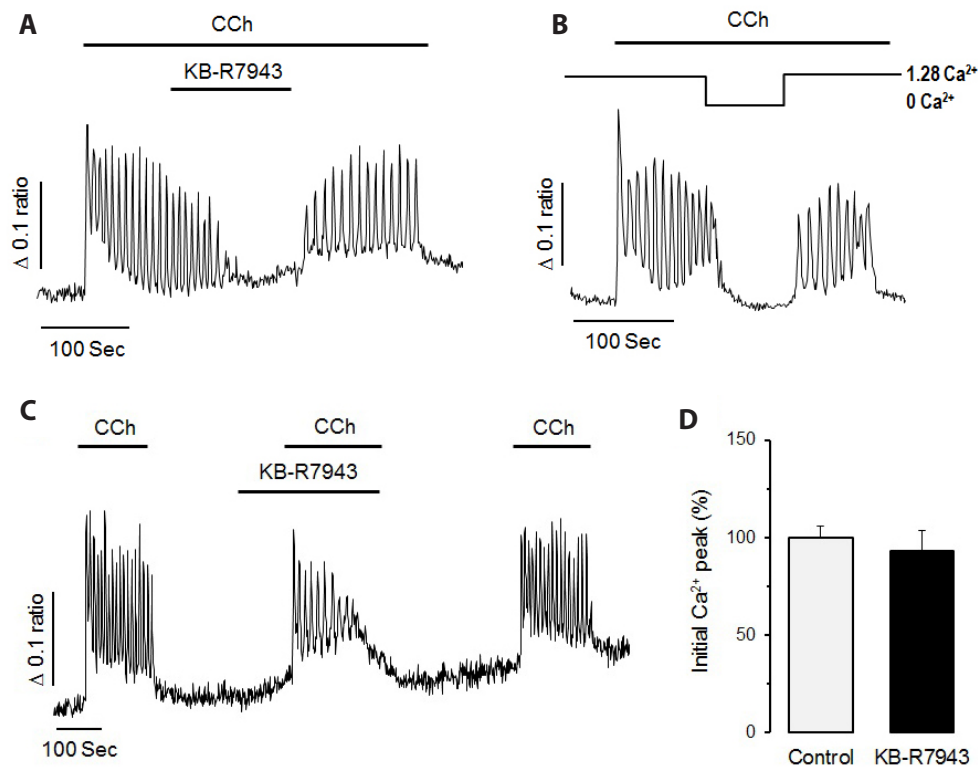 A
CCh
KB-R7943
Δ 0.1 ratio
100 Sec
B
CCh
1.28 Ca²⁺
0 Ca²⁺
Δ 0.1 ratio
100 Sec
C
CCh
CCh
CCh
KB-R7943
Δ 0.1 ratio
100 Sec
D
Initial Ca²⁺ peak (%)
150
100
50
0
Control
KB-R7943